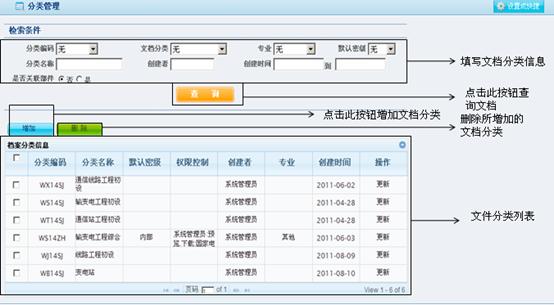 分类管理
设置成快捷
检索条件
分类编码 无 文档分类 无 专业 无 默认密级 无
分类名称 创建者 创建时间 到
是否关联部件 否 是
填写文档分类信息
查 询
点击此按钮查
询文档
点击此按钮增加文档分类
删除所增加的
文档分类
增加 删除
档案分类信息
分类编码 分类名称 默认密级 权限控制 创建者 专业 创建时间 操作
WX14SJ 通信线路工程初设 系统管理员 2011-06-02 更新
WS14SJ 输变电工程初设 系统管理员 2011-04-28 更新
WT14SJ 通信站工程初设 系统管理员 2011-04-28 更新
WS14ZH 输变电工程综合 内部 系统管理员:预览,下载;国家电 系统管理员 其他 2011-06-03 更新
WJ14SJ 线路工程初设 系统管理员 2011-08-09 更新
WB14SJ 变电站 系统管理员 2011-08-10 更新
文件分类列表
页码 1 of 1
View 1 - 6 of 6